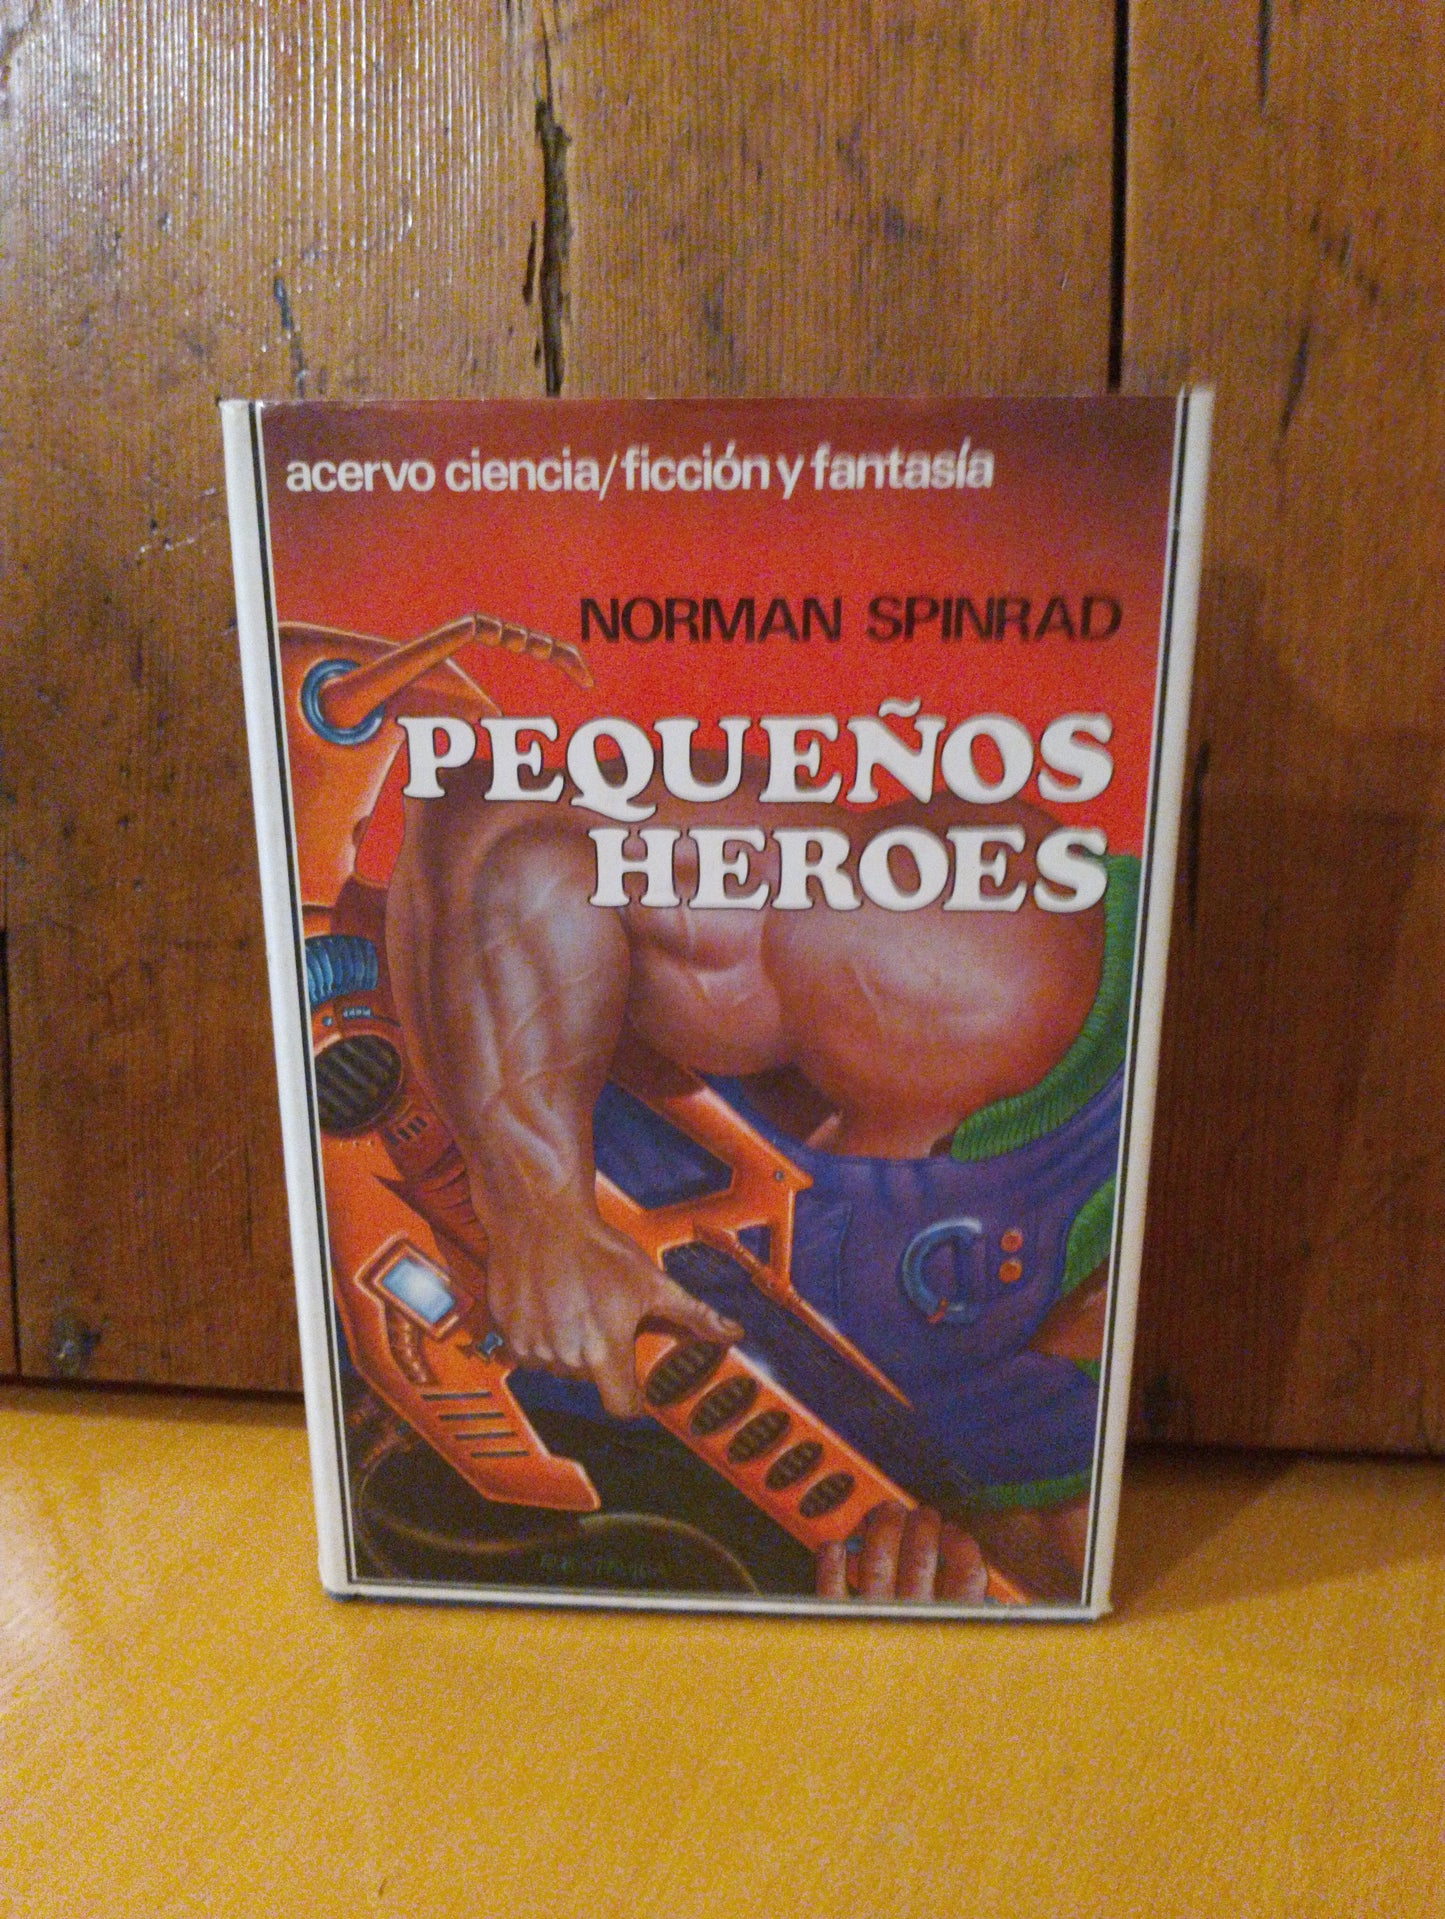 acervo ciencia/ficción y fantasía
NORMAN SPINRAD
PEQUEÑOS
HEROES